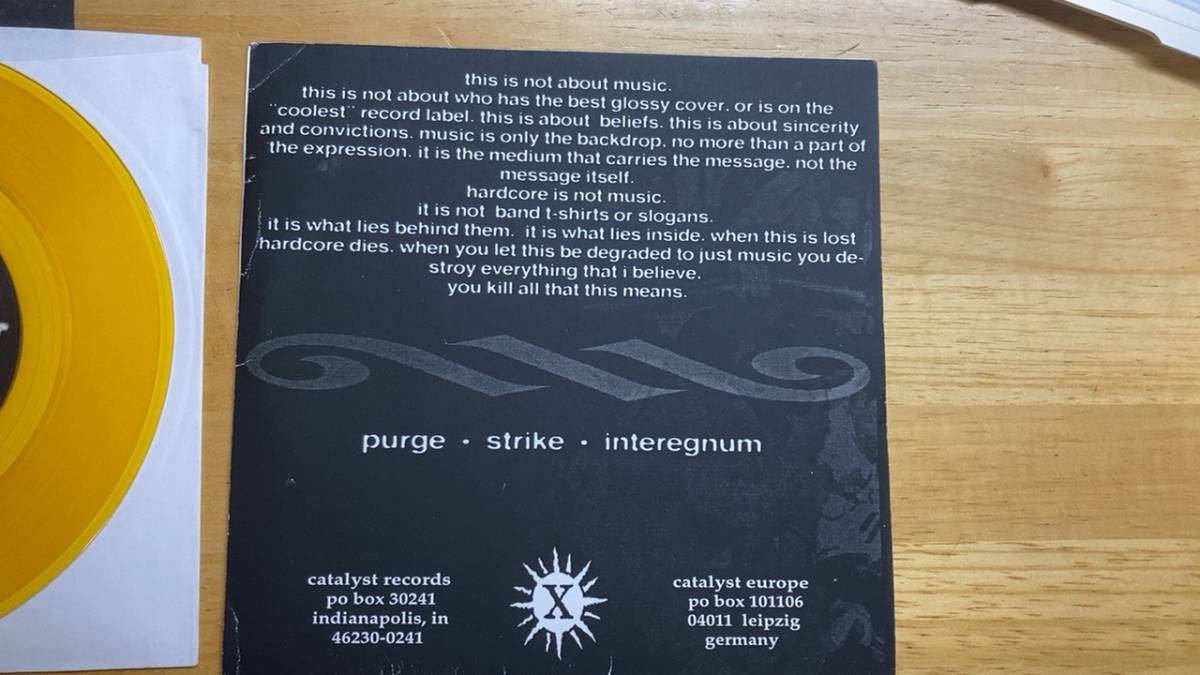 this is not about music.
this is not about who has the best glossy cover. or is on the
"coolest" record label. this is about beliefs. this is about sincerity
and convictions. music is only the backdrop. no more than a part of
the expression. it is the medium that carries the message. not the
message itself.
hardcore is not music.
it is not band t-shirts or slogans.
it is what lies behind them. it is what lies inside. when this is lost
hardcore dies. when you let this be degraded to just music you de-
stroy everything that i believe.
you kill all that this means.
purge · strike · interegnum
catalyst records
po box 30241
indianapolis, in
46230-0241
X
catalyst europe
po box 101106
04011 leipzig
germany